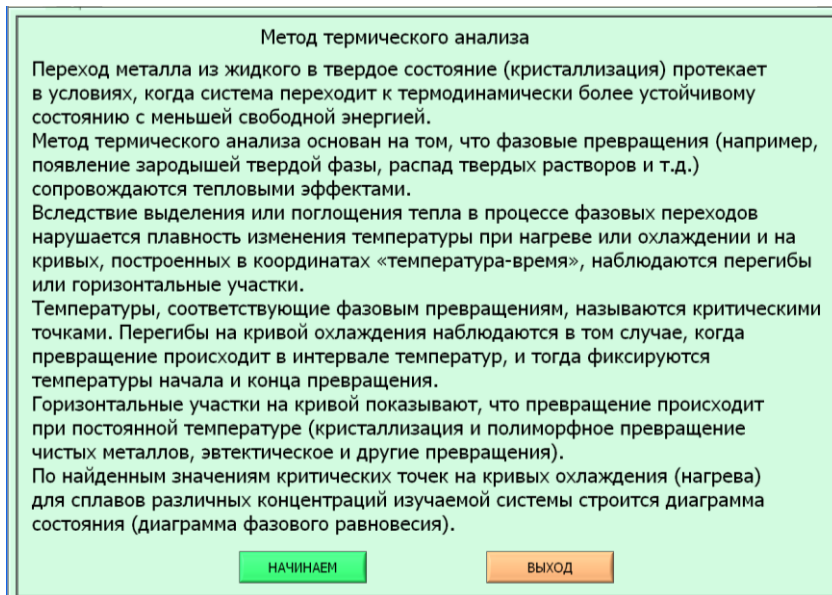 Метод термического анализа
Переход металла из жидкого в твердое состояние (кристаллизация) протекает
в условиях, когда система переходит к термодинамически более устойчивому
состоянию с меньшей свободной энергией.
Метод термического анализа основан на том, что фазовые превращения (например,
появление зародышей твердой фазы, распад твердых растворов и т.д.)
сопровождаются тепловыми эффектами.
Вследствие выделения или поглощения тепла в процессе фазовых переходов
нарушается плавность изменения температуры при нагреве или охлаждении и на
кривых, построенных в координатах «температура-время», наблюдаются перегибы
или горизонтальные участки.
Температуры, соответствующие фазовым превращениям, называются критическими
точками. Перегибы на кривой охлаждения наблюдаются в том случае, когда
превращение происходит в интервале температур, и тогда фиксируются
температуры начала и конца превращения.
Горизонтальные участки на кривой показывают, что превращение происходит
при постоянной температуре (кристаллизация и полиморфное превращение
чистых металлов, эвтектическое и другие превращения).
По найденным значениям критических точек на кривых охлаждения (нагрева)
для сплавов различных концентраций изучаемой системы строится диаграмма
состояния (диаграмма фазового равновесия).
НАЧИНАЕМ ВЫХОД